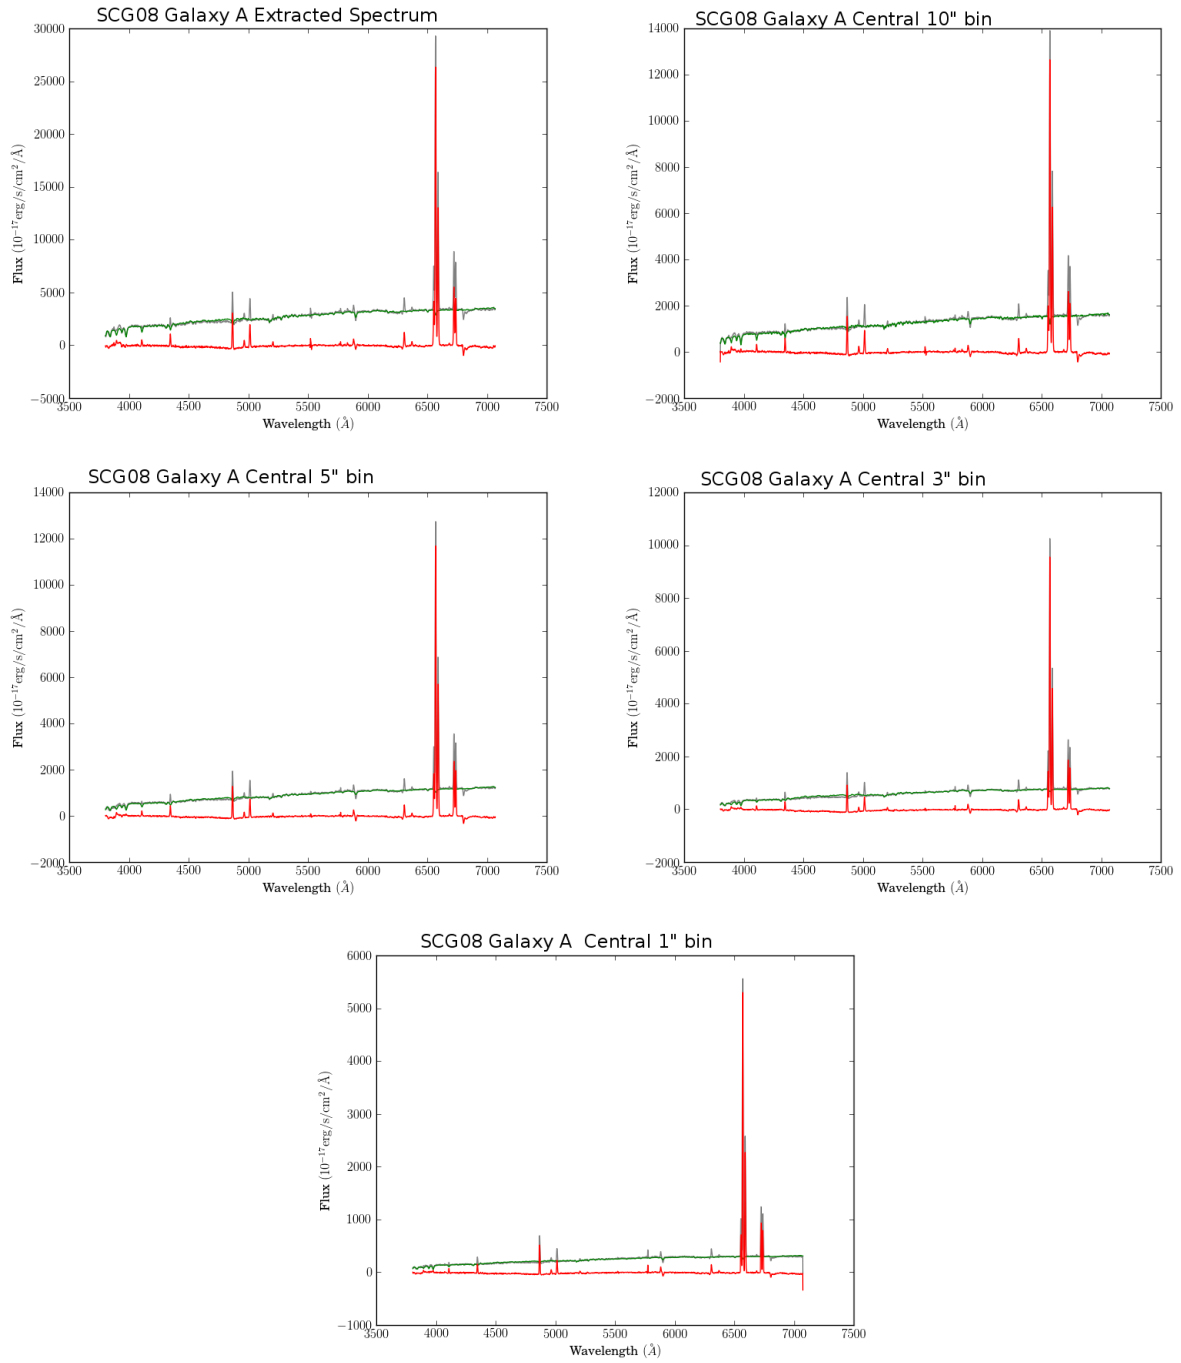 SCG08 Galaxy A Extracted Spectrum
30000
25000
20000
15000
10000
5000
0
−5000
3500 4000 4500 5000 5500 6000 6500 7000 7500
Flux (10⁻¹⁷erg/s/cm²/Å)
Wavelength (Å)
SCG08 Galaxy A Central 10" bin
14000
12000
10000
8000
6000
4000
2000
0
−2000
3500 4000 4500 5000 5500 6000 6500 7000 7500
Flux (10⁻¹⁷erg/s/cm²/Å)
Wavelength (Å)
SCG08 Galaxy A Central 5" bin
14000
12000
10000
8000
6000
4000
2000
0
−2000
3500 4000 4500 5000 5500 6000 6500 7000 7500
Flux (10⁻¹⁷erg/s/cm²/Å)
Wavelength (Å)
SCG08 Galaxy A Central 3" bin
12000
10000
8000
6000
4000
2000
0
−2000
3500 4000 4500 5000 5500 6000 6500 7000 7500
Flux (10⁻¹⁷erg/s/cm²/Å)
Wavelength (Å)
SCG08 Galaxy A Central 1" bin
6000
5000
4000
3000
2000
1000
0
−1000
3500 4000 4500 5000 5500 6000 6500 7000 7500
Flux (10⁻¹⁷erg/s/cm²/Å)
Wavelength (Å)